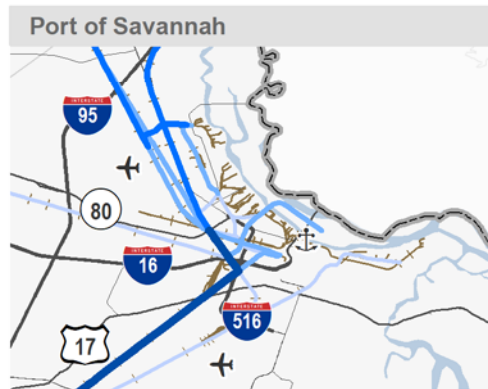 Port of Savannah
INTERSTATE
95
80
INTERSTATE
16
INTERSTATE
516
17